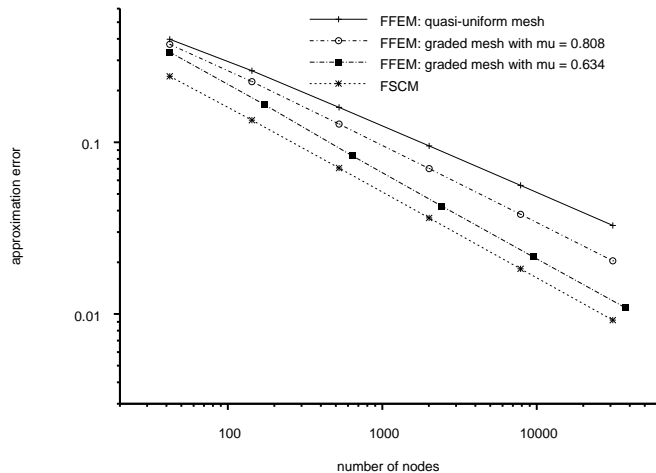 FFEM: quasi-uniform mesh
FFEM: graded mesh with mu = 0.808
FFEM: graded mesh with mu = 0.634
FSCM
0.1
0.01
approximation error
100
1000
10000
number of nodes